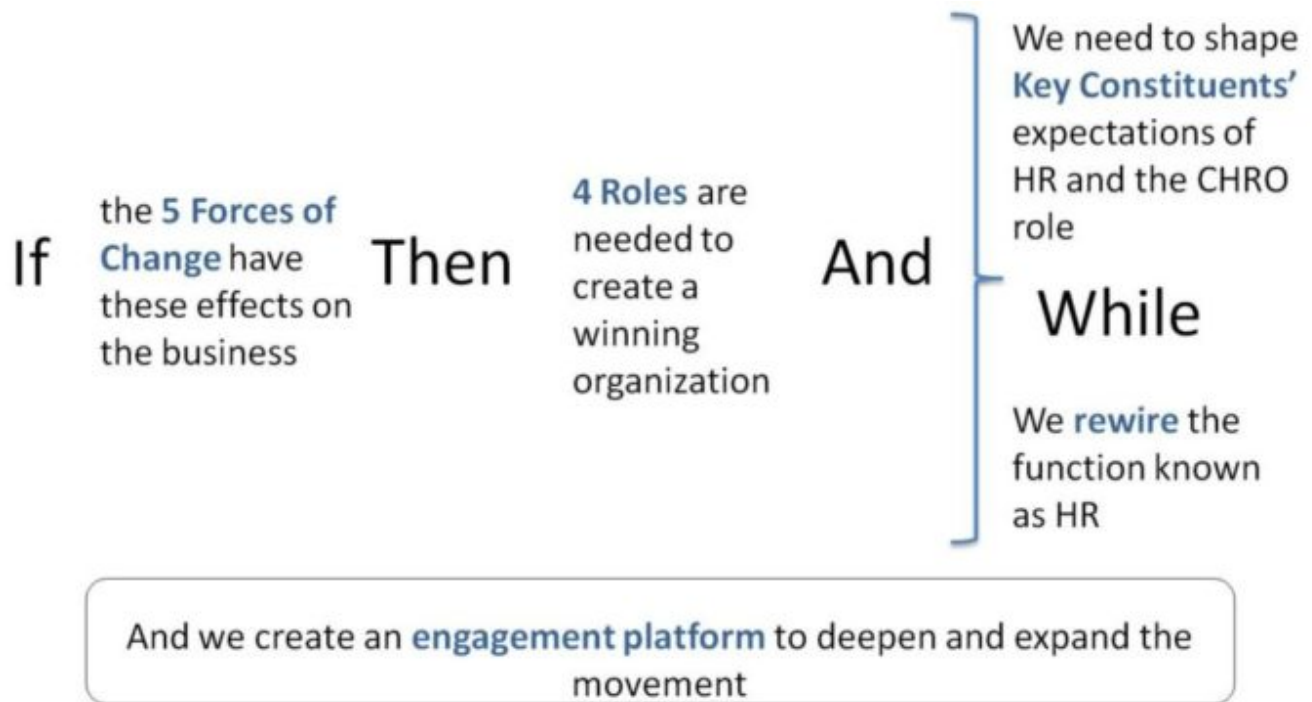 If
the 5 Forces of
Change have
these effects on
the business
Then
4 Roles are
needed to
create a
winning
organization
And
We need to shape
Key Constituents’
expectations of
HR and the CHRO
role
While
We rewire the
function known
as HR
And we create an engagement platform to deepen and expand the
movement